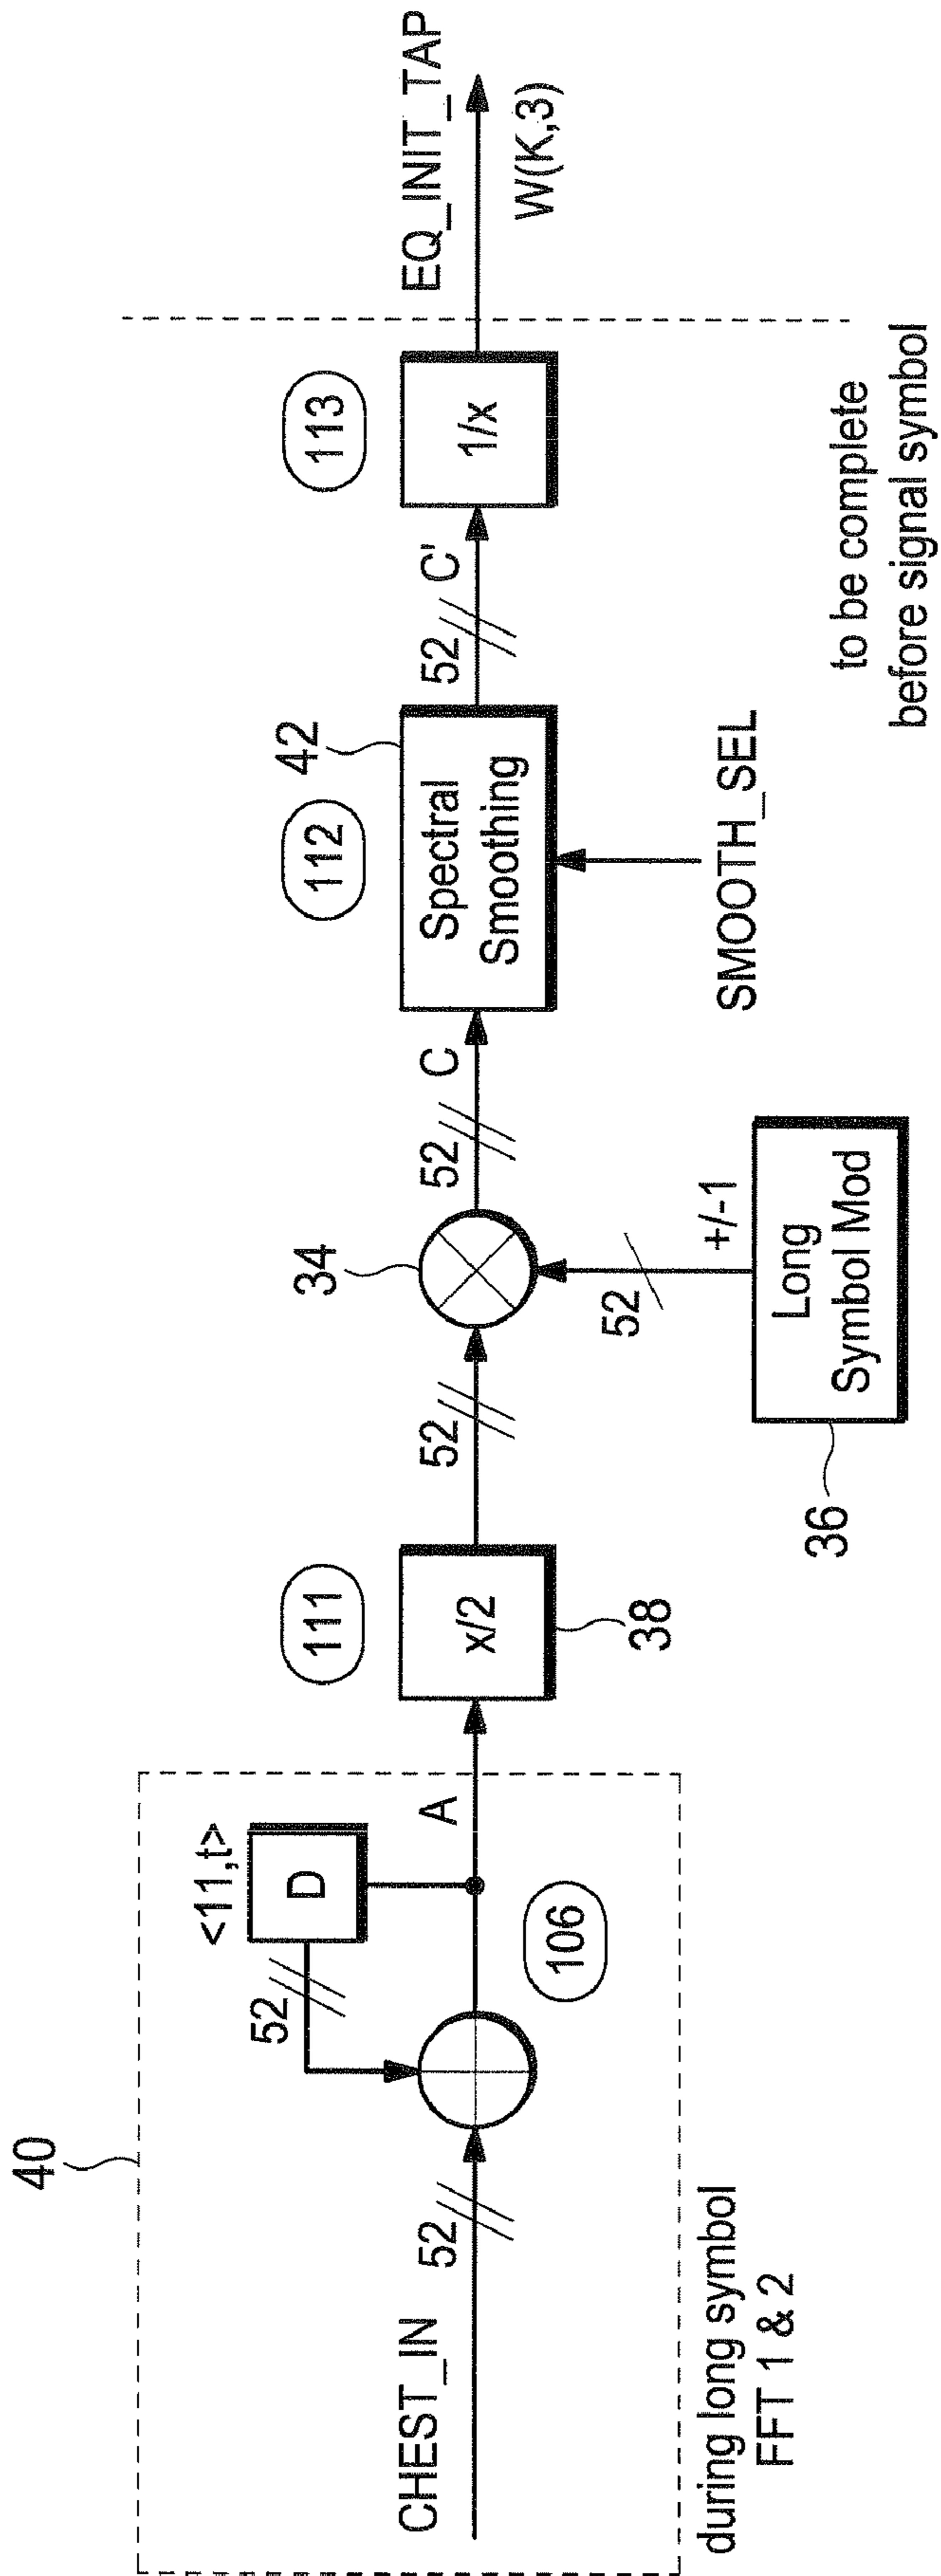 40
CHEST_IN
52
52
<11,t>
D
A
106
during long symbol
FFT 1 & 2
111
x/2
38
52
34
52
+/-1
Long
Symbol Mod
36
52
C
112
42
Spectral
Smoothing
SMOOTH_SEL
52
C'
113
1/x
EQ_INIT_TAP
W(K,3)
to be complete
before signal symbol